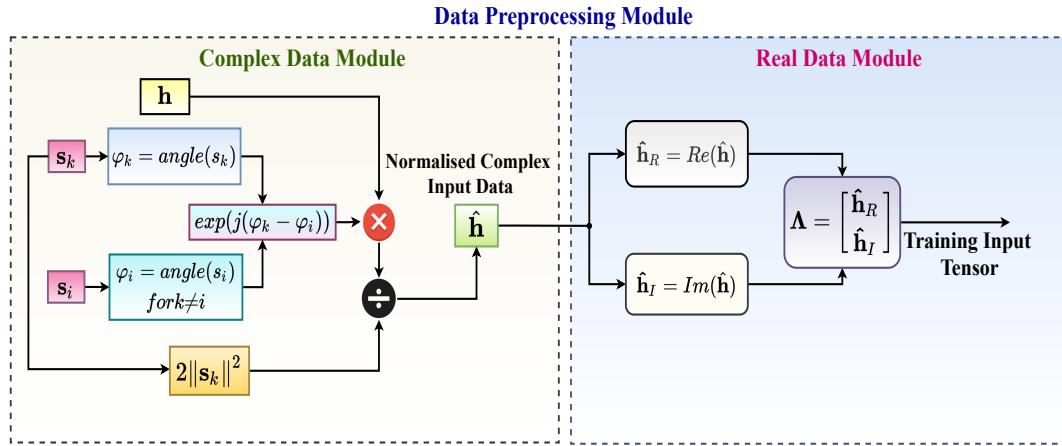 Data Preprocessing Module
Complex Data Module
h
s_k
φ_k = angle(s_k)
exp(j(φ_k − φ_i))
×
s_i
φ_i = angle(s_i)
fork≠i
÷
2‖s_k‖²
Normalised Complex
Input Data
ĥ
Real Data Module
ĥ_R = Re(ĥ)
ĥ_I = Im(ĥ)
Λ = [ĥ_R
ĥ_I]
Training Input
Tensor